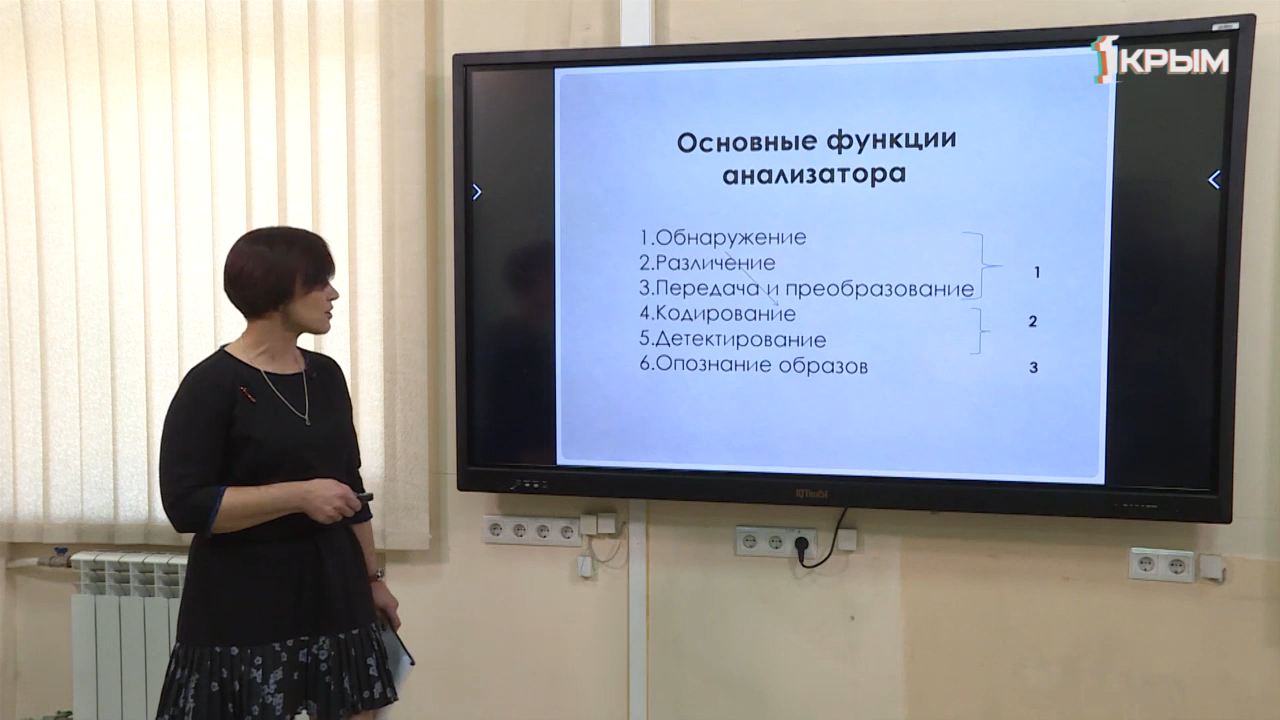 1КРЫМ
Основные функции
анализатора
1.Обнаружение
2.Различение
3.Передача и преобразование
4.Кодирование
5.Детектирование
6.Опознание образов
1
2
3